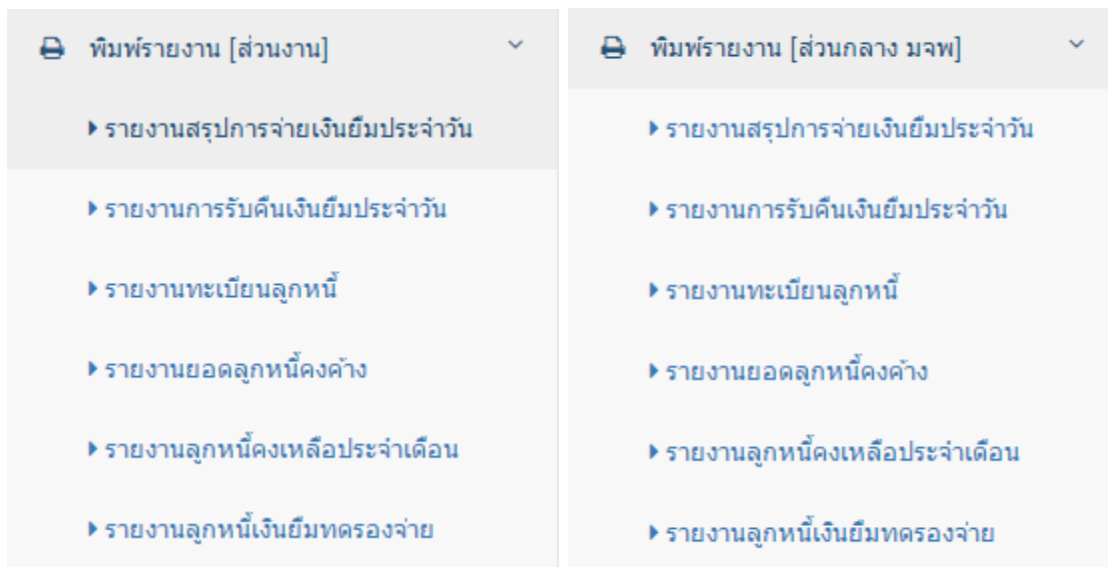 พิมพ์รายงาน [ส่วนงาน]
รายงานสรุปการจ่ายเงินยืมประจำวัน
รายงานการรับคืนเงินยืมประจำวัน
รายงานทะเบียนลูกหนี้
รายงานยอดลูกหนี้คงค้าง
รายงานลูกหนี้คงเหลือประจำเดือน
รายงานลูกหนี้เงินยืมทดรองจ่าย
พิมพ์รายงาน [ส่วนกลาง มจพ]
รายงานสรุปการจ่ายเงินยืมประจำวัน
รายงานการรับคืนเงินยืมประจำวัน
รายงานทะเบียนลูกหนี้
รายงานยอดลูกหนี้คงค้าง
รายงานลูกหนี้คงเหลือประจำเดือน
รายงานลูกหนี้เงินยืมทดรองจ่าย